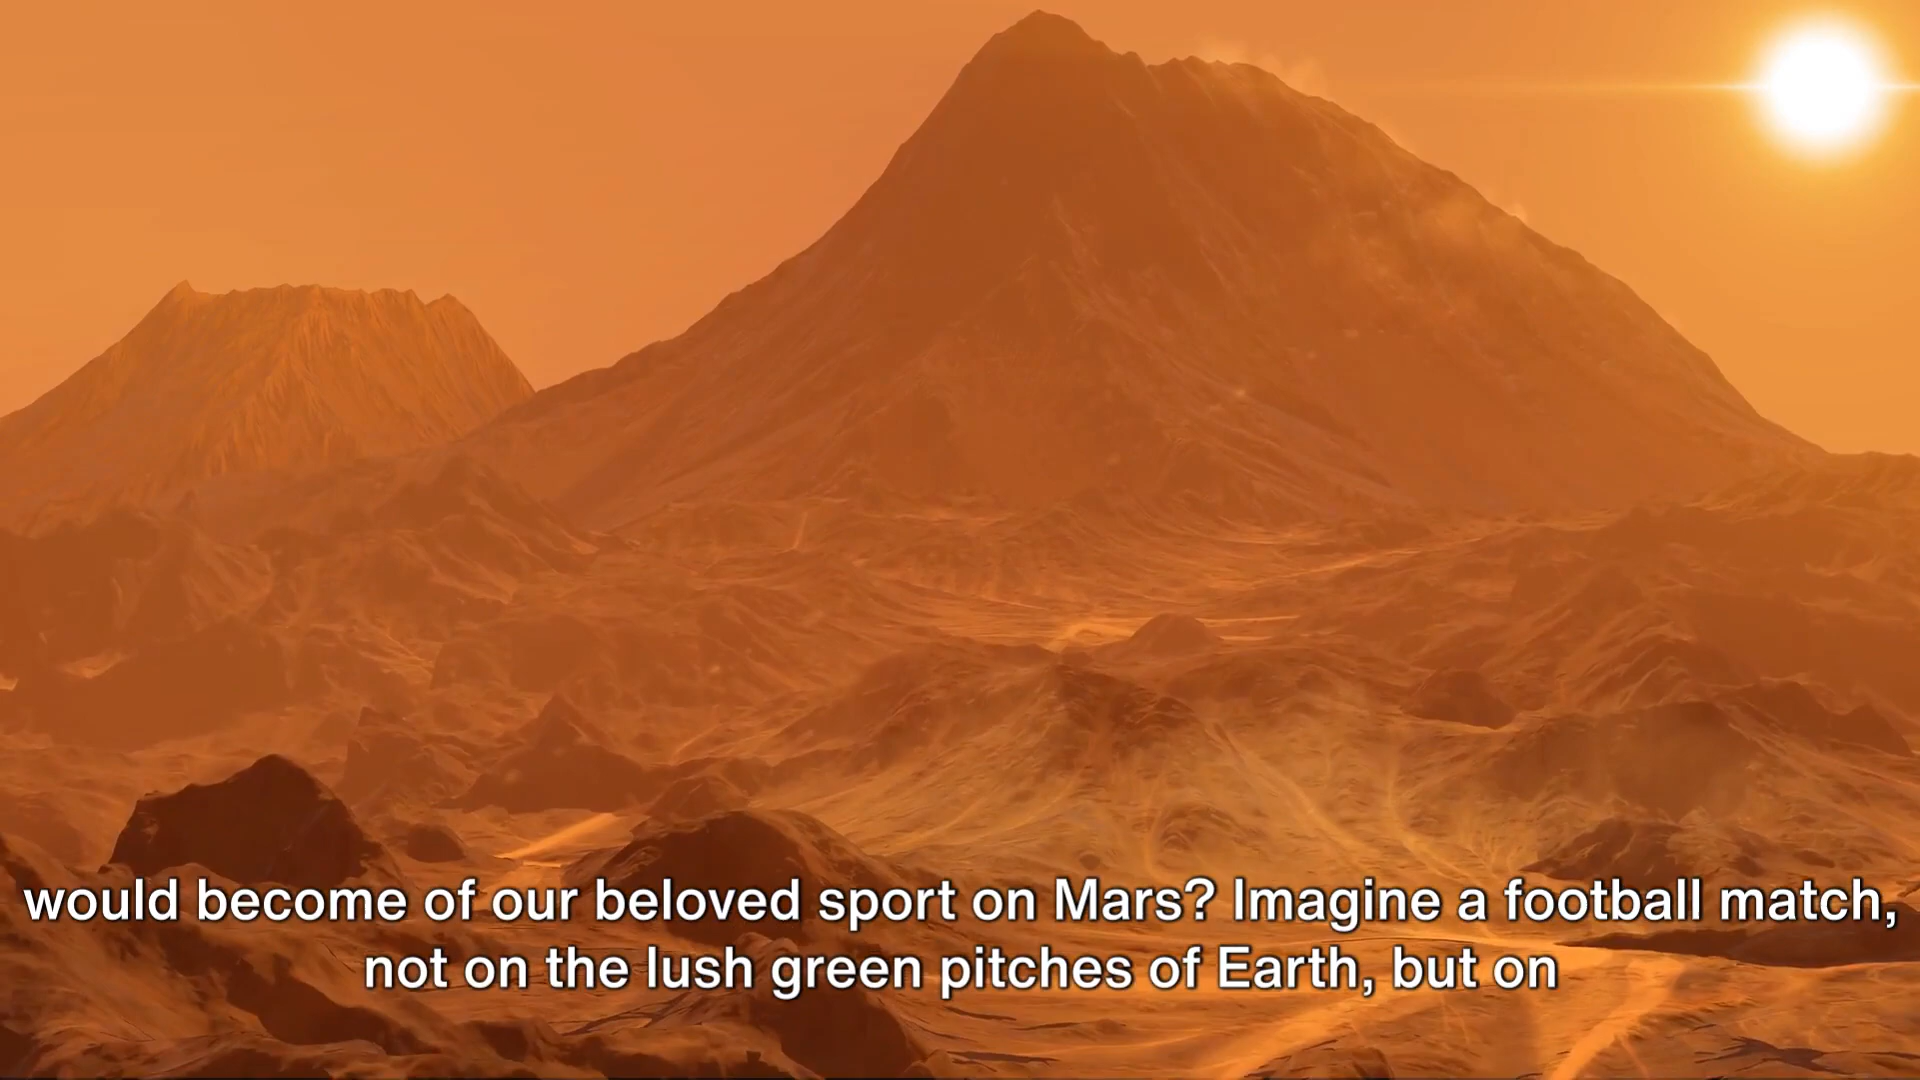 would become of our beloved sport on Mars? Imagine a football match,
not on the lush green pitches of Earth, but on